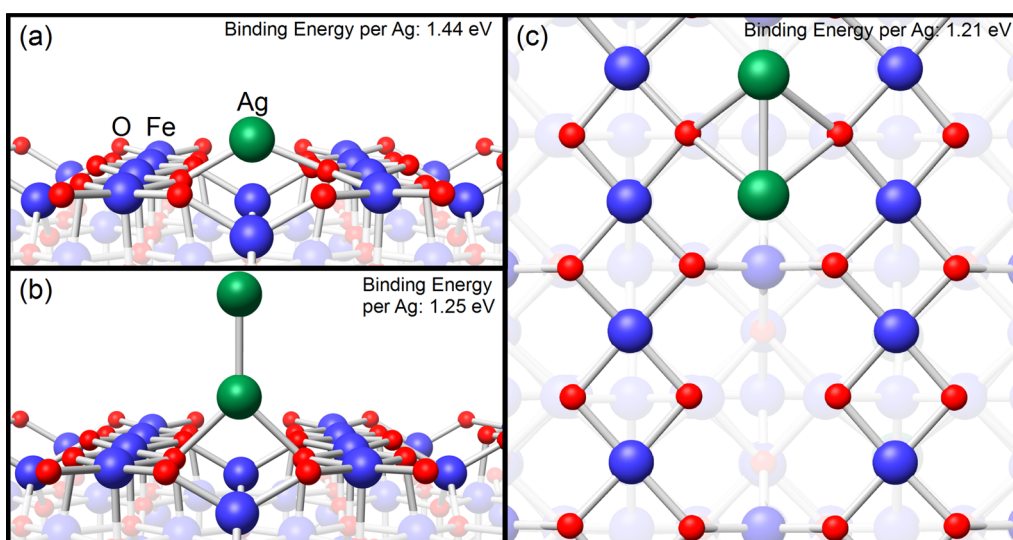 (a)
Binding Energy per Ag: 1.44 eV
Ag
O Fe
(b)
Binding Energy
per Ag: 1.25 eV
(c)
Binding Energy per Ag: 1.21 eV